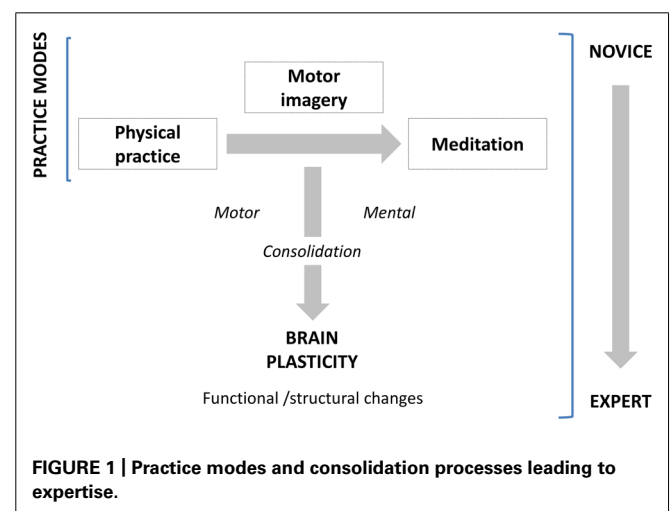 PRACTICE MODES
NOVICE
Motor
imagery
Physical
practice
Meditation
Motor
Mental
Consolidation
BRAIN
PLASTICITY
Functional /structural changes
EXPERT
FIGURE 1 | Practice modes and consolidation processes leading to
expertise.